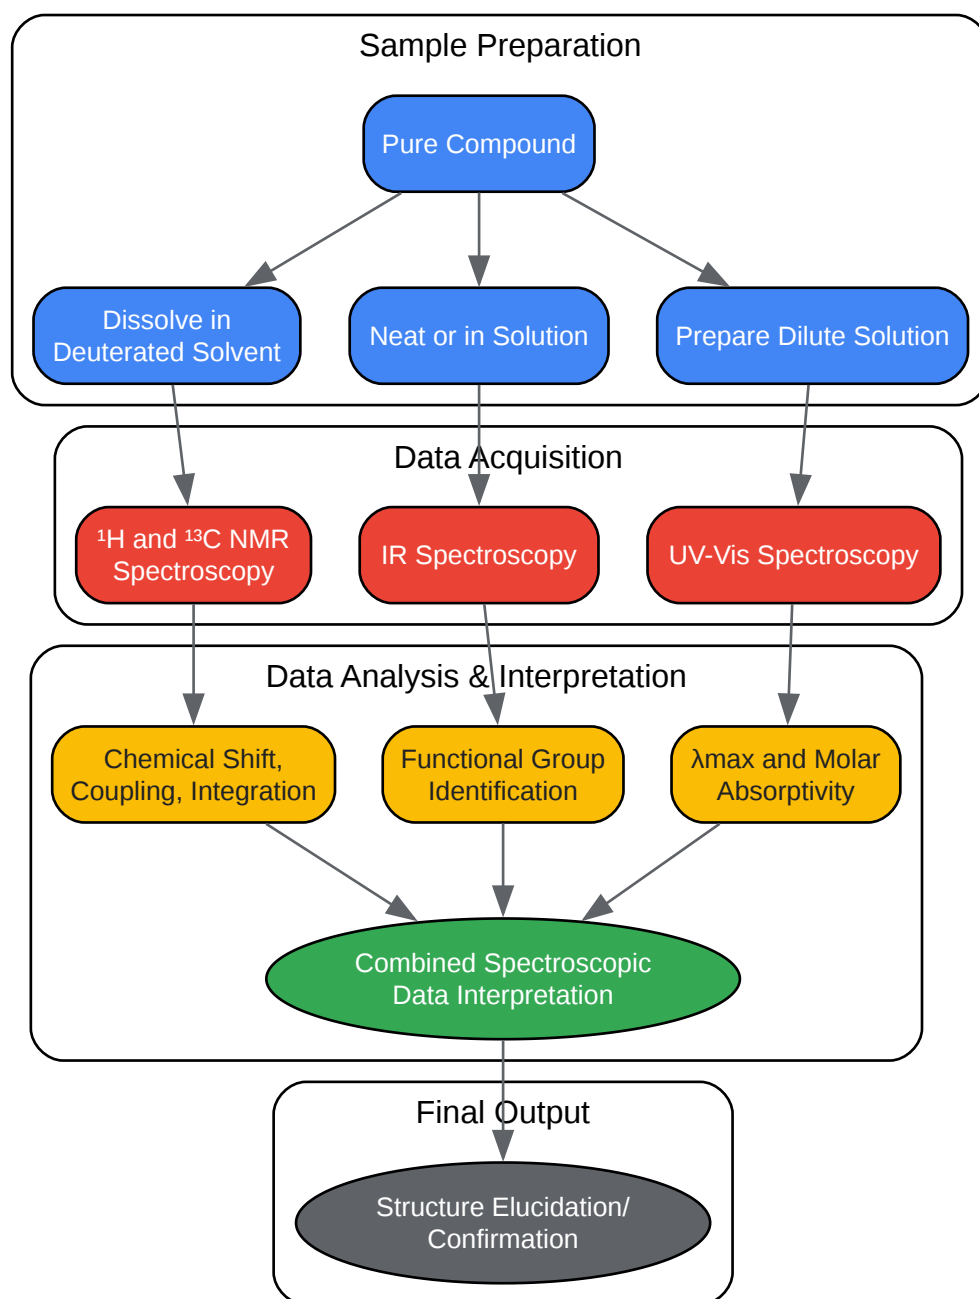 Sample Preparation
Pure Compound
Dissolve in
Deuterated Solvent
Neat or in Solution
Prepare Dilute Solution
Data Acquisition
¹H and ¹³C NMR
Spectroscopy
IR Spectroscopy
UV-Vis Spectroscopy
Data Analysis & Interpretation
Chemical Shift,
Coupling, Integration
Functional Group
Identification
λmax and Molar
Absorptivity
Combined Spectroscopic
Data Interpretation
Final Output
Structure Elucidation/
Confirmation